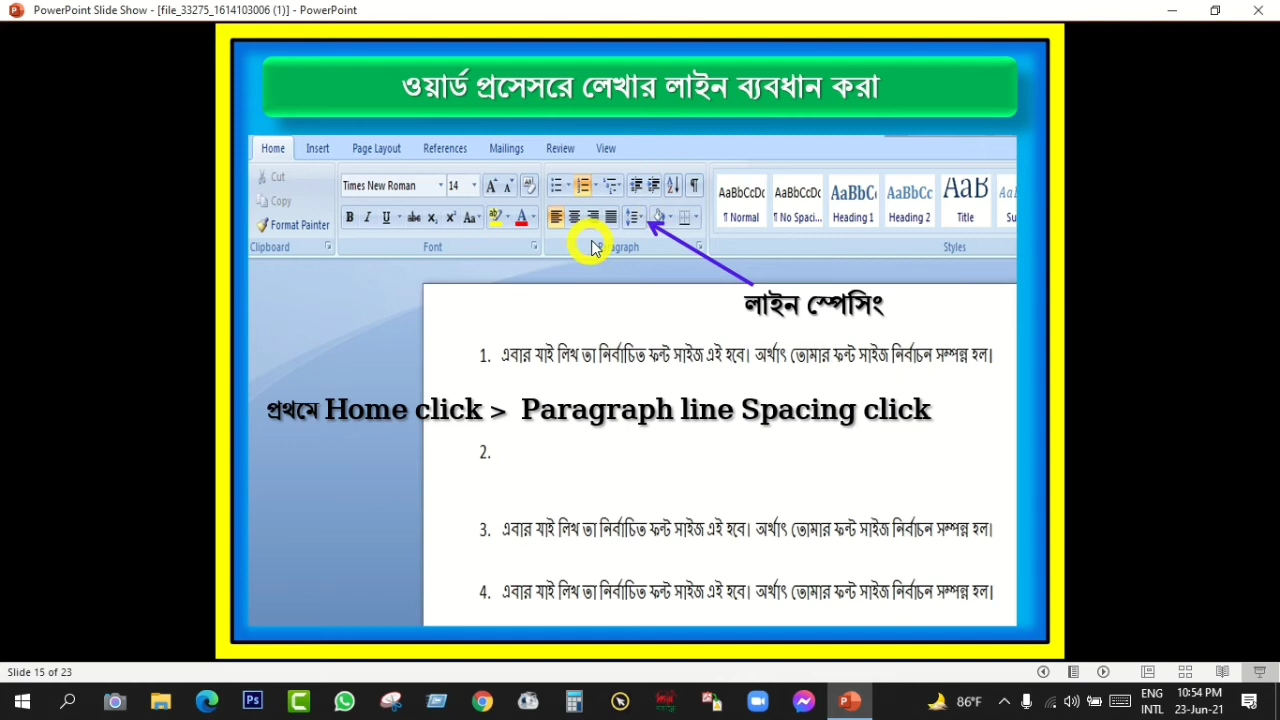 PowerPoint Slide Show - [file_33275_1614103006 (1)] - PowerPoint
ওয়ার্ড প্রসেসরে লেখার লাইন ব্যবধান করা
Home Insert Page Layout References Mailings Review View
Cut
Copy
Format Painter
Times New Roman 14
AaBbCcDc AaBbCcDc AaBbC AaBbCc AaB
¶ Normal ¶ No Spaci... Heading 1 Heading 2 Title
Clipboard Font Paragraph Styles
লাইন স্পেসিং
1. এবার যাই লিখ তা নির্বাচিত ফন্ট সাইজ এই হবে। অর্থাৎ তোমার ফন্ট সাইজ নির্বাচন সম্পন্ন হল।
প্রথমে Home click > Paragraph line Spacing click
2.
3. এবার যাই লিখ তা নির্বাচিত ফন্ট সাইজ এই হবে। অর্থাৎ তোমার ফন্ট সাইজ নির্বাচন সম্পন্ন হল।
4. এবার যাই লিখ তা নির্বাচিত ফন্ট সাইজ এই হবে। অর্থাৎ তোমার ফন্ট সাইজ নির্বাচন সম্পন্ন হল।
Slide 15 of 23
86°F ENG 10:54 PM
INTL 23-Jun-21